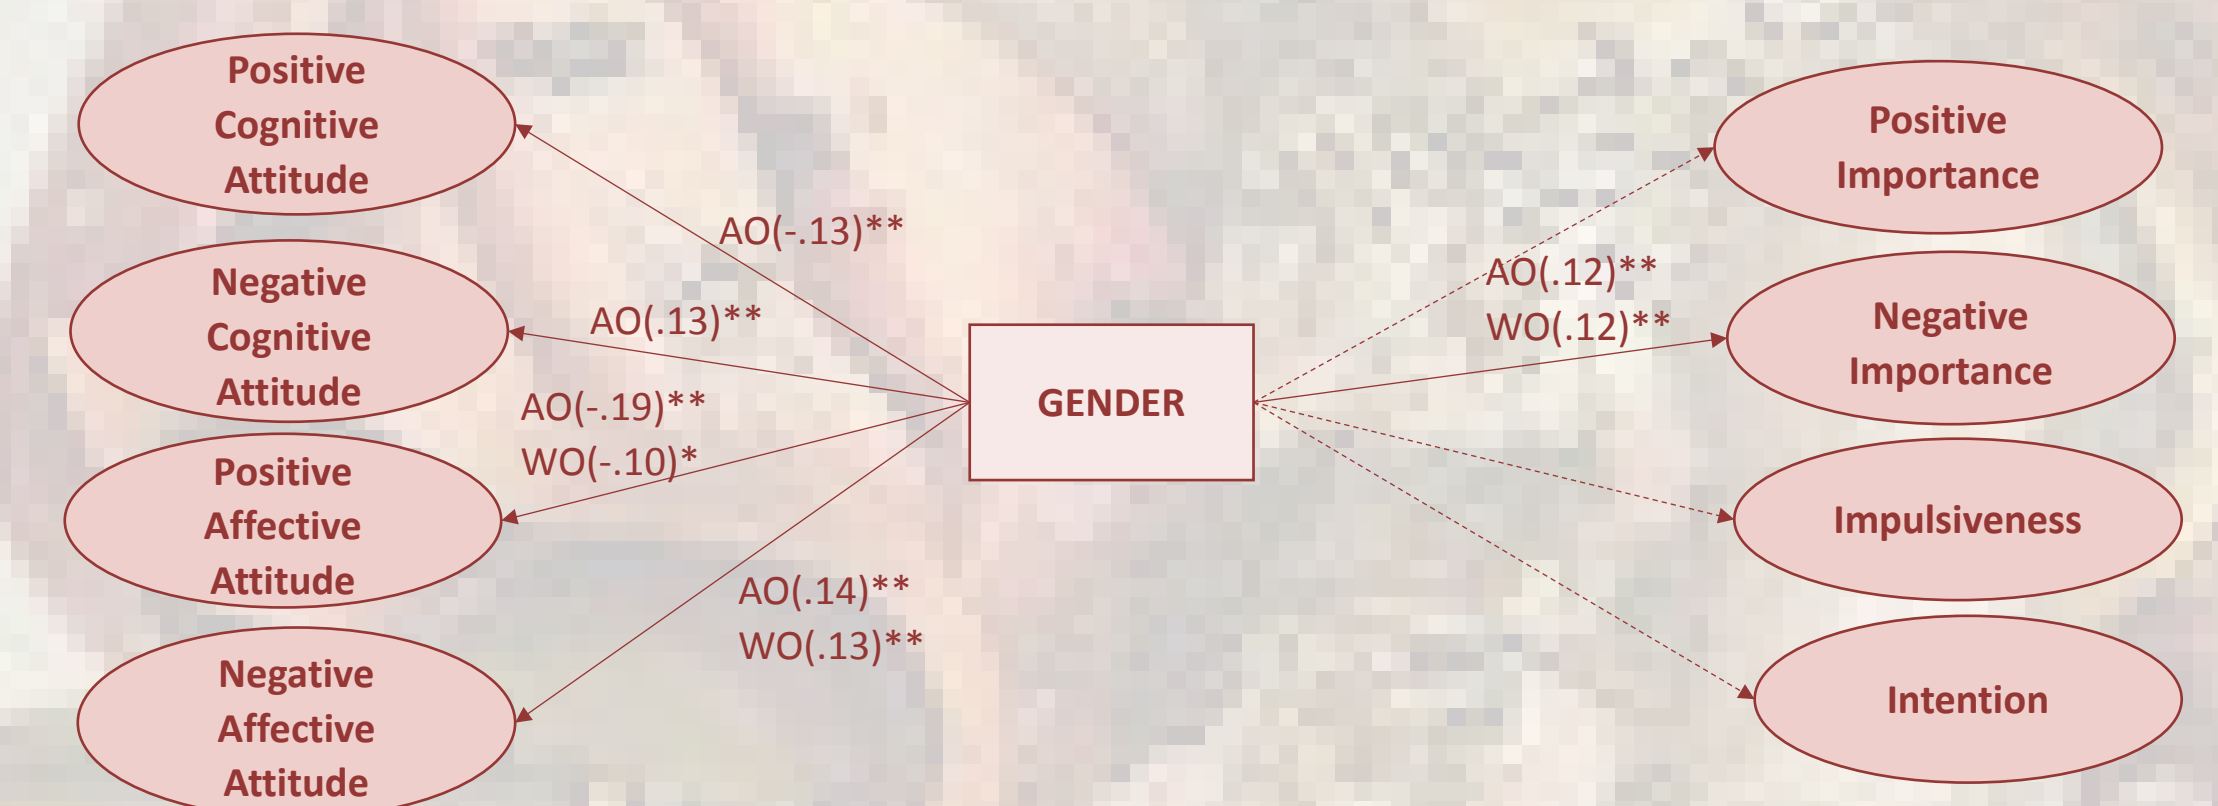 Positive
Cognitive
Attitude
AO(-.13)**
Negative
Cognitive
Attitude
AO(.13)**
Positive
Affective
Attitude
AO(-.19)**
WO(-.10)*
Negative
Affective
Attitude
AO(.14)**
WO(.13)**
GENDER
Positive
Importance
AO(.12)**
WO(.12)**
Negative
Importance
Impulsiveness
Intention